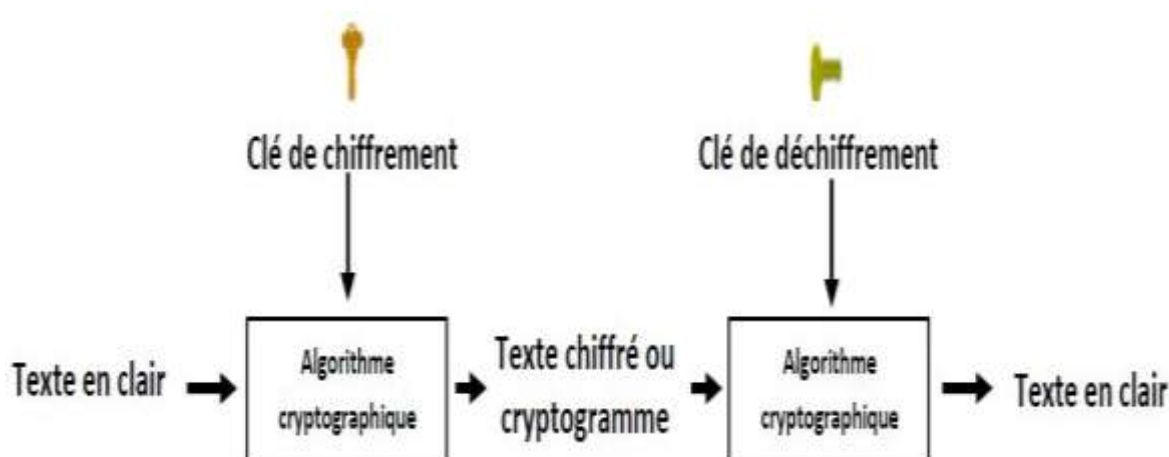 Clé de chiffrement
Clé de déchiffrement
Texte en clair
Algorithme
cryptographique
Texte chiffré ou
cryptogramme
Algorithme
cryptographique
Texte en clair